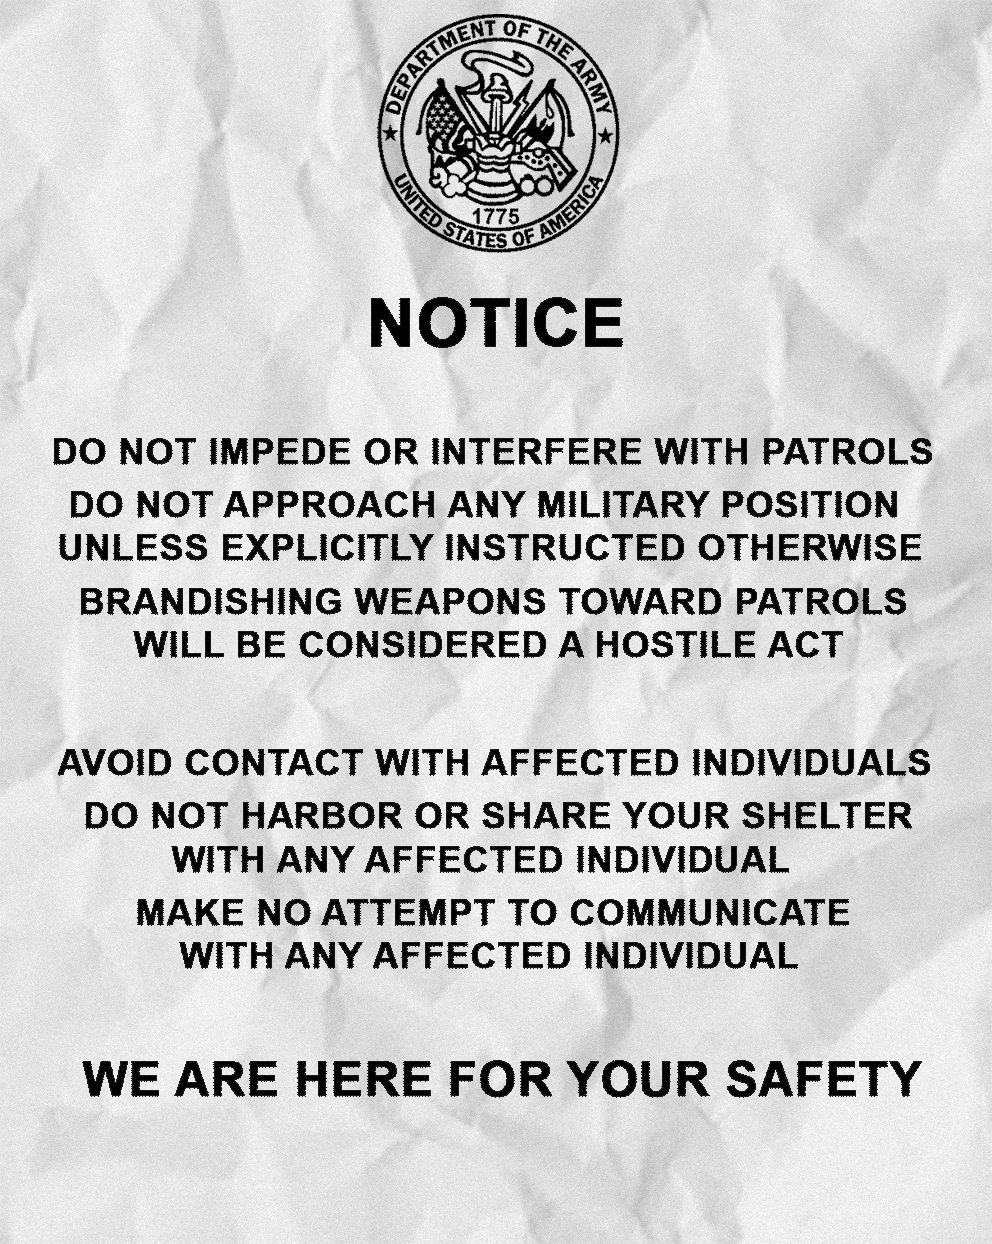 DEPARTMENT OF THE ARMY
UNITED STATES OF AMERICA
1775
NOTICE
DO NOT IMPEDE OR INTERFERE WITH PATROLS
DO NOT APPROACH ANY MILITARY POSITION
UNLESS EXPLICITLY INSTRUCTED OTHERWISE
BRANDISHING WEAPONS TOWARD PATROLS
WILL BE CONSIDERED A HOSTILE ACT
AVOID CONTACT WITH AFFECTED INDIVIDUALS
DO NOT HARBOR OR SHARE YOUR SHELTER
WITH ANY AFFECTED INDIVIDUAL
MAKE NO ATTEMPT TO COMMUNICATE
WITH ANY AFFECTED INDIVIDUAL
WE ARE HERE FOR YOUR SAFETY